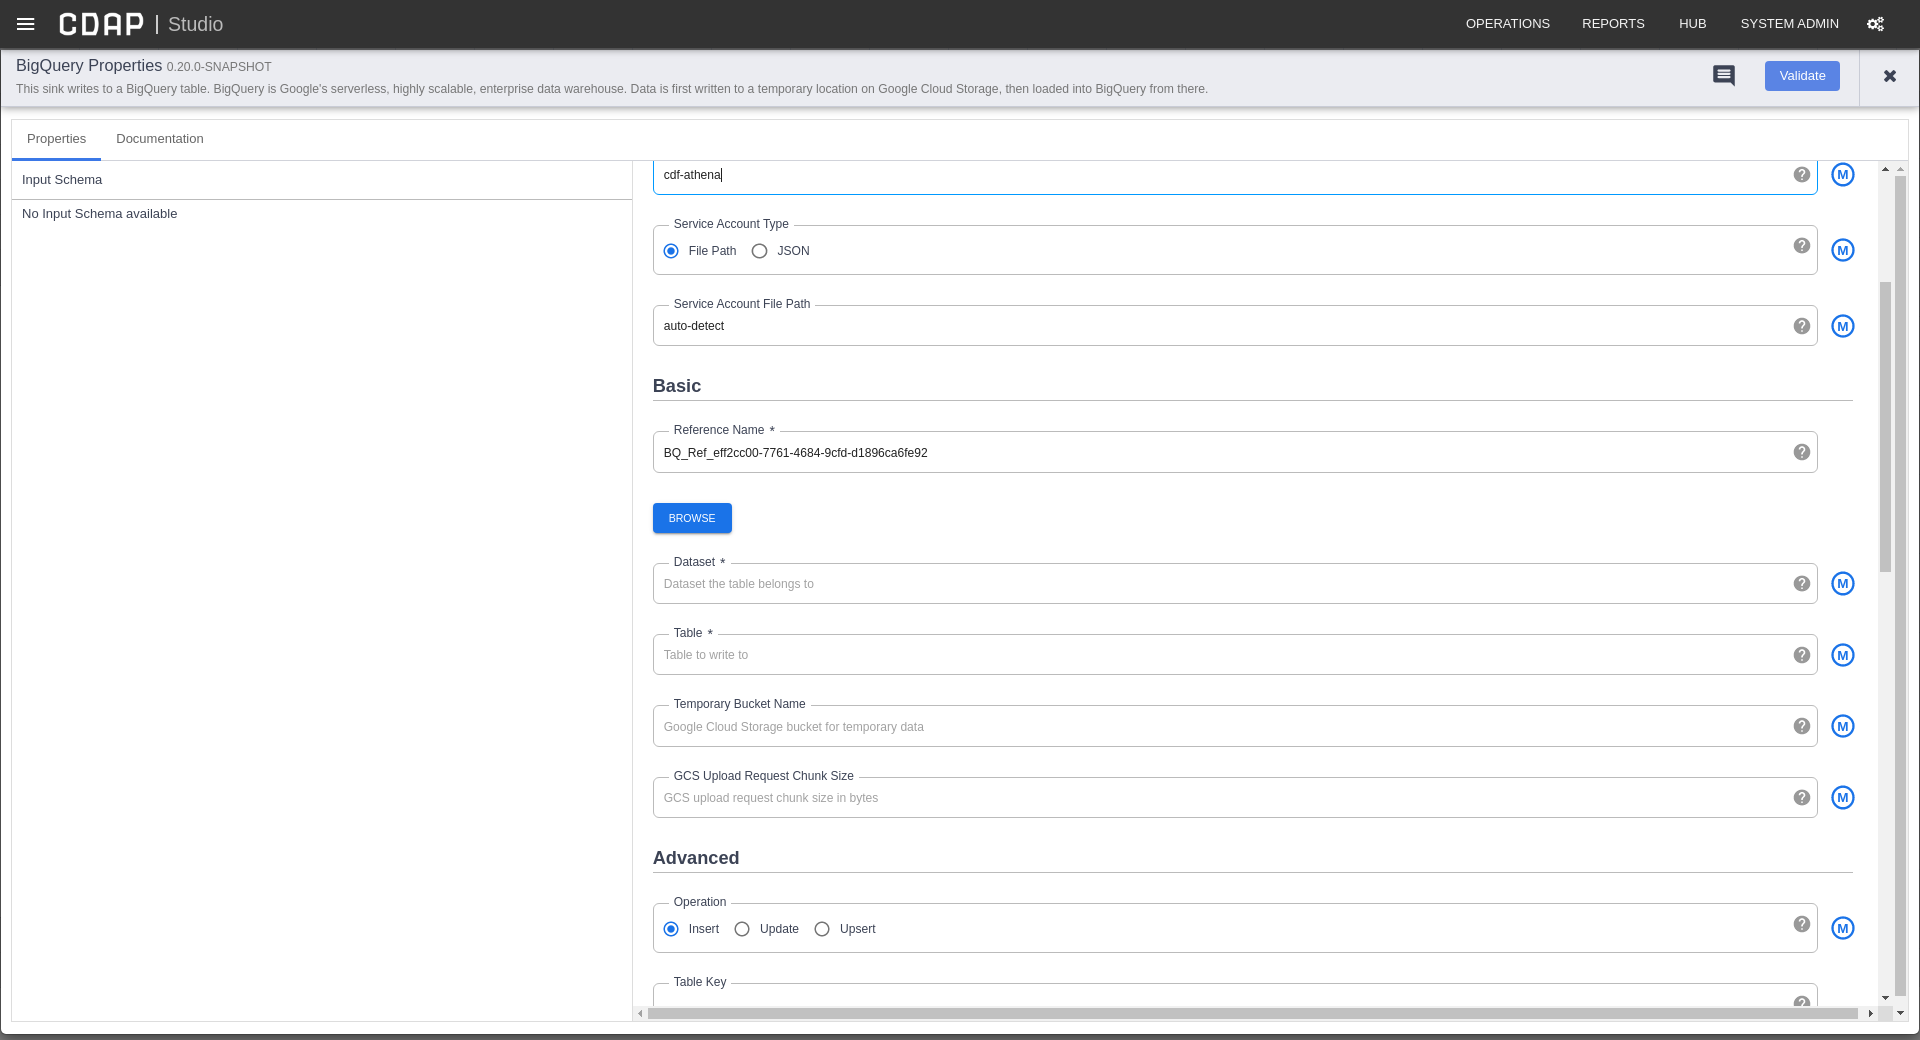 CDAP | Studio
OPERATIONS REPORTS HUB SYSTEM ADMIN
BigQuery Properties 0.20.0-SNAPSHOT
This sink writes to a BigQuery table. BigQuery is Google's serverless, highly scalable, enterprise data warehouse. Data is first written to a temporary location on Google Cloud Storage, then loaded into BigQuery from there.
Validate
Properties Documentation
Input Schema
No Input Schema available
cdf-athena
M
Service Account Type
File Path JSON
M
Service Account File Path
auto-detect
M
Basic
Reference Name *
BQ_Ref_eff2cc00-7761-4684-9cfd-d1896ca6fe92
BROWSE
Dataset *
Dataset the table belongs to
M
Table *
Table to write to
M
Temporary Bucket Name
Google Cloud Storage bucket for temporary data
M
GCS Upload Request Chunk Size
GCS upload request chunk size in bytes
M
Advanced
Operation
Insert Update Upsert
M
Table Key